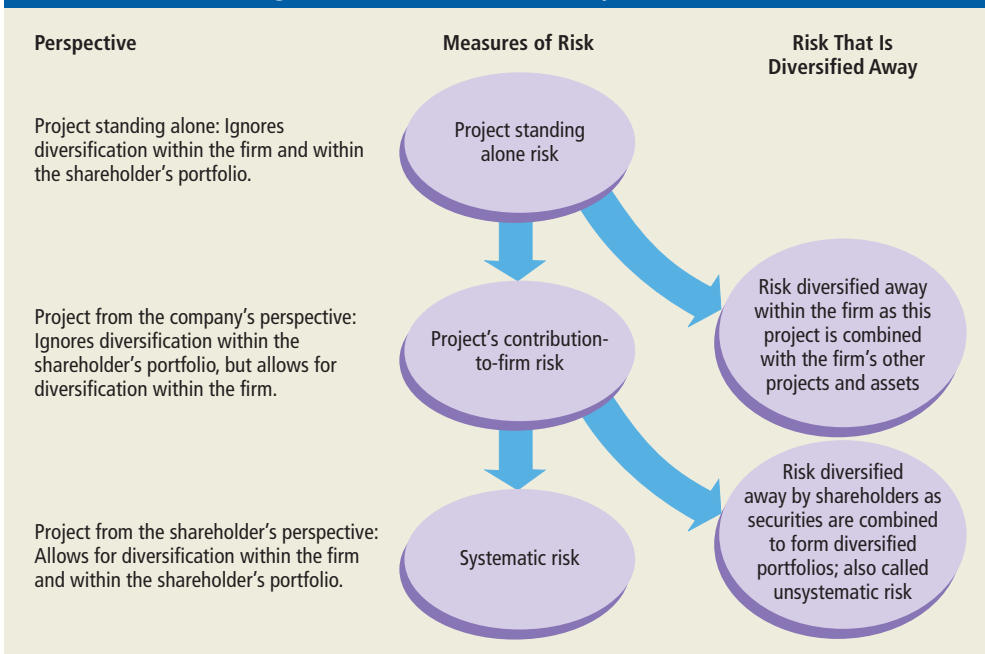 Perspective
Measures of Risk
Risk That Is
Diversified Away
Project standing alone: Ignores
diversification within the firm and within
the shareholder’s portfolio.
Project standing
alone risk
Risk diversified away
within the firm as this
project is combined
with the firm’s other
projects and assets
Project from the company’s perspective:
Ignores diversification within the
shareholder’s portfolio, but allows for
diversification within the firm.
Project’s contribution-
to-firm risk
Risk diversified
away by shareholders as
securities are combined
to form diversified
portfolios; also called
unsystematic risk
Project from the shareholder’s perspective:
Allows for diversification within the firm
and within the shareholder’s portfolio.
Systematic risk